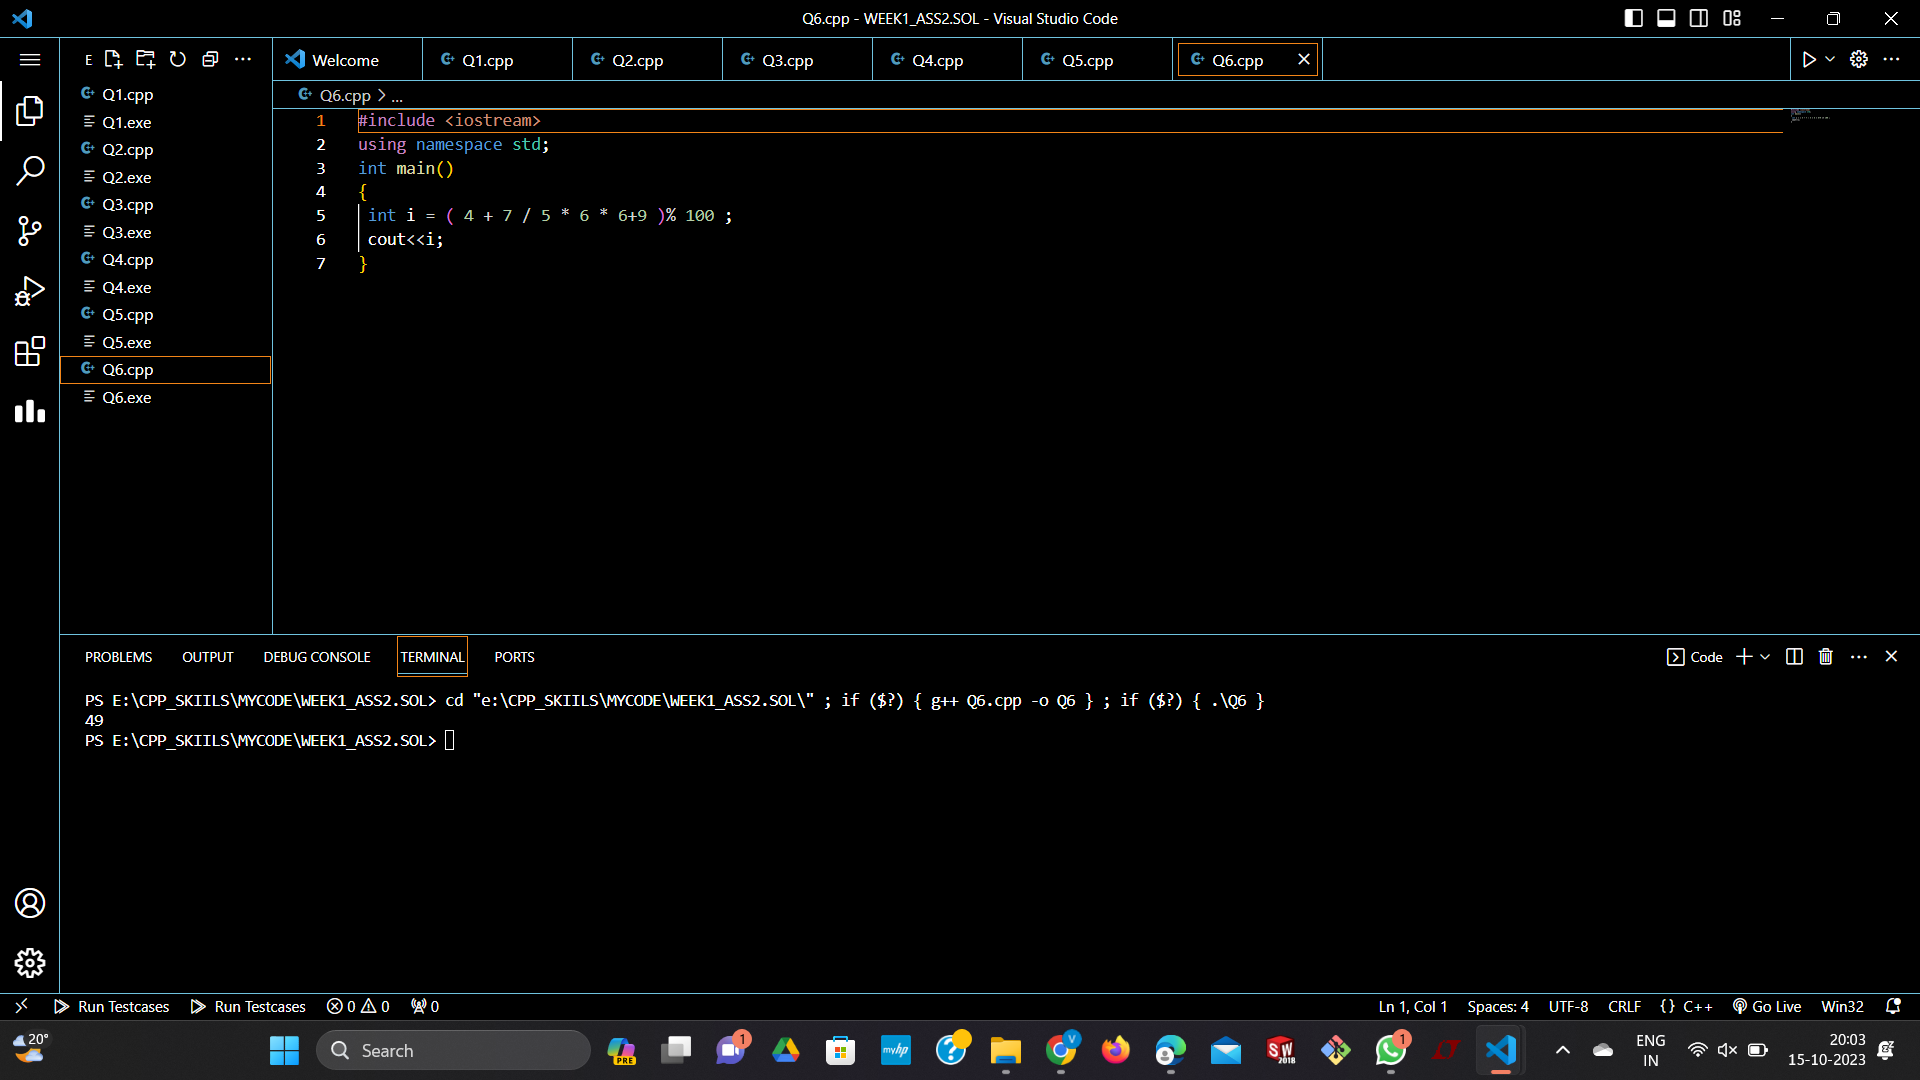 Q6.cpp - WEEK1_ASS2.SOL - Visual Studio Code
E
Welcome
Q1.cpp
Q2.cpp
Q3.cpp
Q4.cpp
Q5.cpp
Q6.cpp
Q1.cpp
Q1.exe
Q2.cpp
Q2.exe
Q3.cpp
Q3.exe
Q4.cpp
Q4.exe
Q5.cpp
Q5.exe
Q6.cpp
Q6.exe
Q6.cpp > ...
1 #include <iostream>
2 using namespace std;
3 int main()
4 {
5 int i = ( 4 + 7 / 5 * 6 * 6+9 )% 100 ;
6 cout<<i;
7 }
PROBLEMS OUTPUT DEBUG CONSOLE TERMINAL PORTS
Code
PS E:\CPP_SKIILS\MYCODE\WEEK1_ASS2.SOL> cd "e:\CPP_SKIILS\MYCODE\WEEK1_ASS2.SOL\" ; if ($?) { g++ Q6.cpp -o Q6 } ; if ($?) { .\Q6 }
49
PS E:\CPP_SKIILS\MYCODE\WEEK1_ASS2.SOL>
Run Testcases Run Testcases 0 0 0
Ln 1, Col 1 Spaces: 4 UTF-8 CRLF {} C++ Go Live Win32
20°
Search
PRE
1
myhp
?
V
SW
2018
1
ENG
IN
20:03
15-10-2023